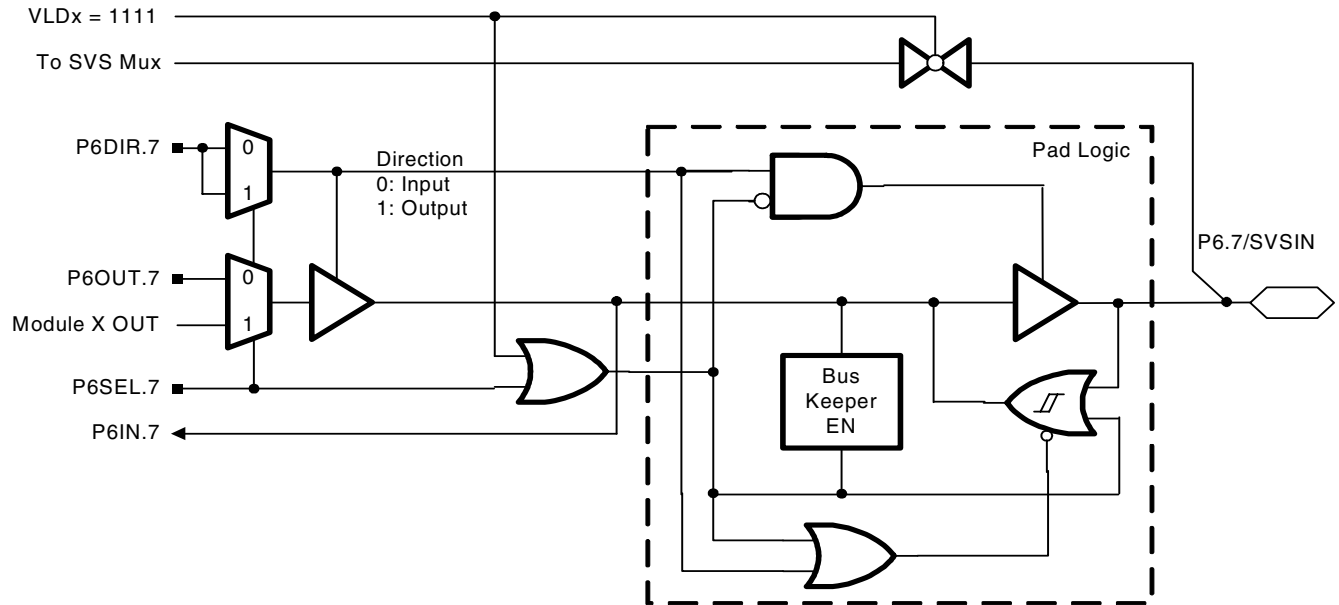 VLDx = 1111
To SVS Mux
P6DIR.7
0
1
Direction
0: Input
1: Output
Pad Logic
P6.7/SVSIN
P6OUT.7
0
Module X OUT
1
P6SEL.7
Bus
Keeper
EN
P6IN.7